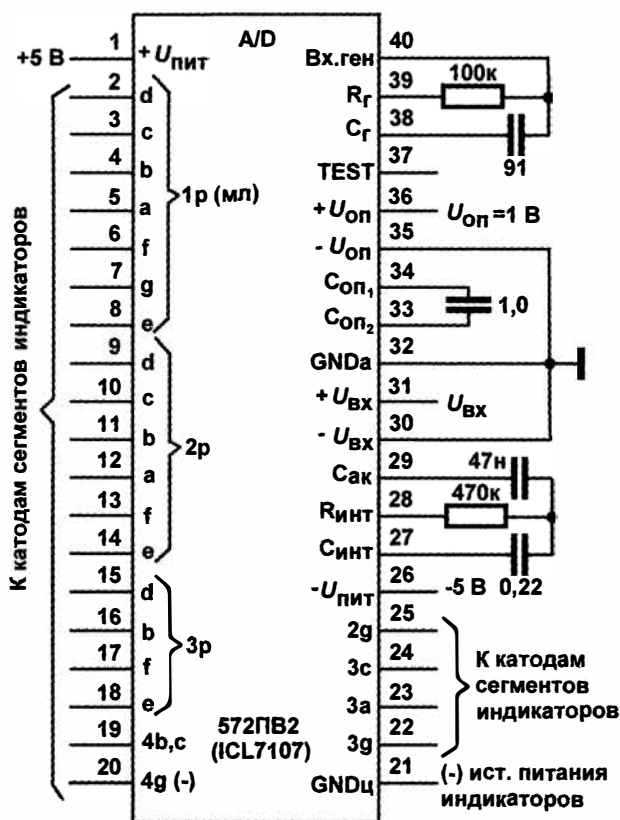 A/D
572ПВ2
(ICL7107)
+5 В
1 +Uпит
2 d
3 c
4 b
5 a
6 f
7 g
8 e
1р (мл)
9 d
10 c
11 b
12 a
13 f
14 e
2р
15 d
16 b
17 f
18 e
3р
19 4b,c
20 4g (-)
К катодам сегментов индикаторов
Вх.ген 40
Rг 39 100к
Cг 38
91
TEST 37
+Uоп 36
Uоп =1 В
- Uоп 35
Cоп1 34
1,0
Cоп2 33
GNDа 32
+ Uвх 31
Uвх
- Uвх 30
Cак 29 47н
Rинт 28 470к
Cинт 27
-Uпит 26 -5 В 0,22
2g 25
3c 24
3a 23
3g 22
К катодам
сегментов
индикаторов
GNDц 21
(-) ист. питания
индикаторов